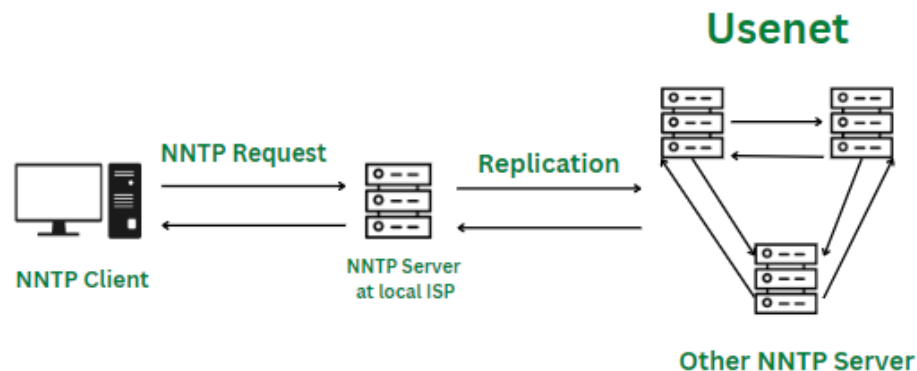 Usenet
NNTP Request
Replication
NNTP Client
NNTP Server
at local ISP
Other NNTP Server